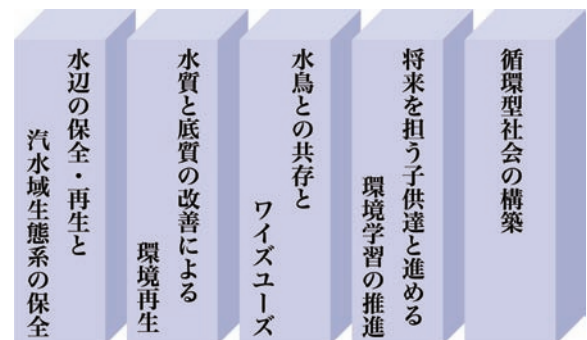 水辺の保全・再生と
汽水域生態系の保全
水質と底質の改善による
環境再生
水鳥との共存と
ワイズユーズ
将来を担う子供達と進める
環境学習の推進
循環型社会の構築